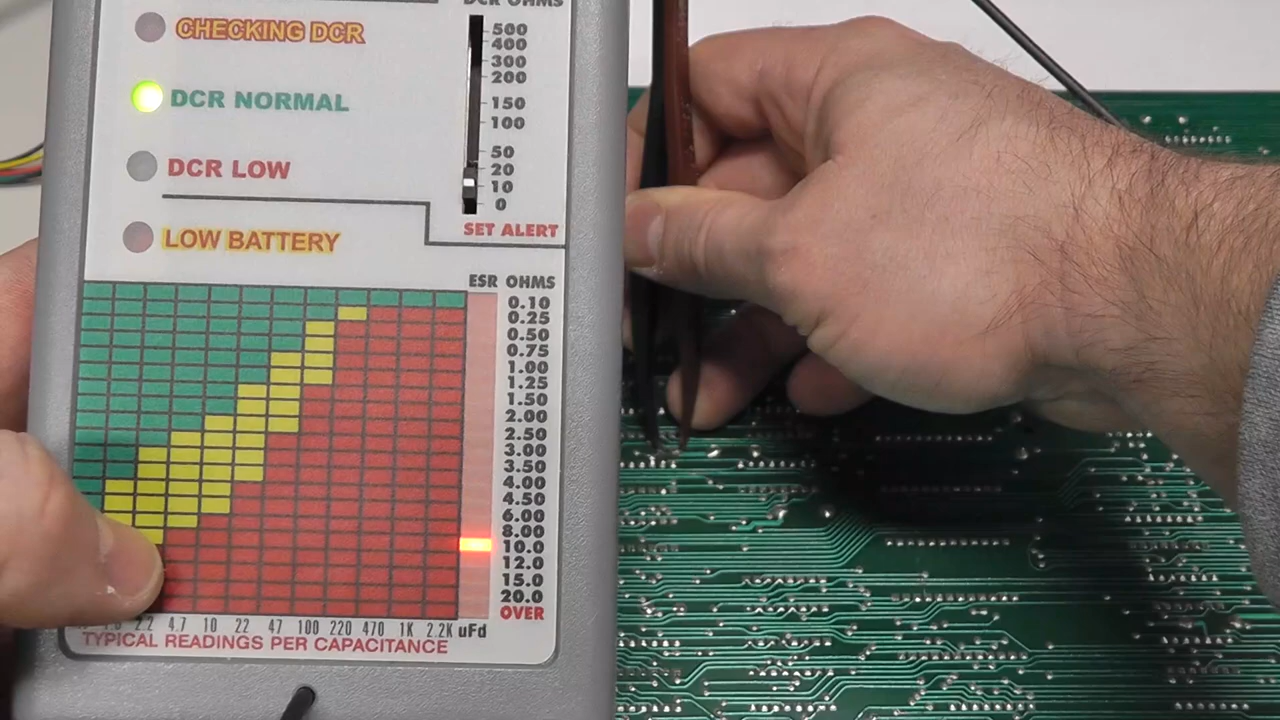 DCR OHMS
CHECKING DCR
DCR NORMAL
DCR LOW
LOW BATTERY
500
400
300
200
150
100
50
20
10
0
SET ALERT
ESR OHMS
0.10
0.25
0.50
0.75
1.00
1.25
1.50
2.00
2.50
3.00
3.50
4.00
4.50
6.00
8.00
10.0
12.0
15.0
20.0
OVER
2.2 4.7 10 22 47 100 220 470 1K 2.2K uFd
TYPICAL READINGS PER CAPACITANCE